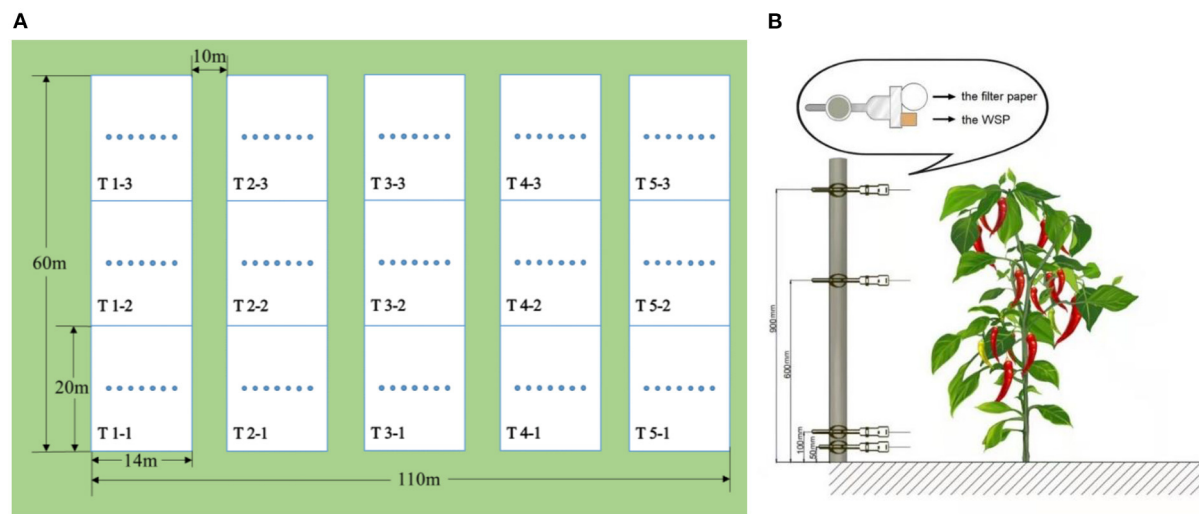 A
B
10m
the filter paper
the WSP
T 1-3
T 2-3
T 3-3
T 4-3
T 5-3
60m
T 1-2
T 2-2
T 3-2
T 4-2
T 5-2
20m
T 1-1
T 2-1
T 3-1
T 4-1
T 5-1
14m
110m
900mm
600mm
100mm
50mm